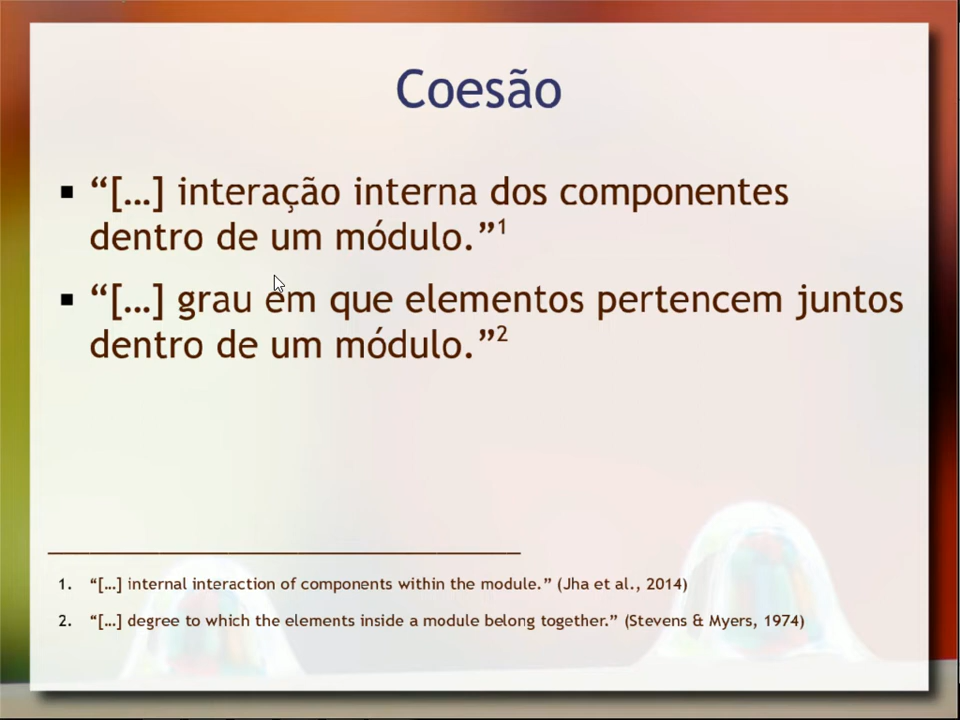 Coesão
▪ “[…] interação interna dos componentes
dentro de um módulo.”¹
▪ “[…] grau em que elementos pertencem juntos
dentro de um módulo.”²
1. “[…] internal interaction of components within the module.” (Jha et al., 2014)
2. “[…] degree to which the elements inside a module belong together.” (Stevens & Myers, 1974)